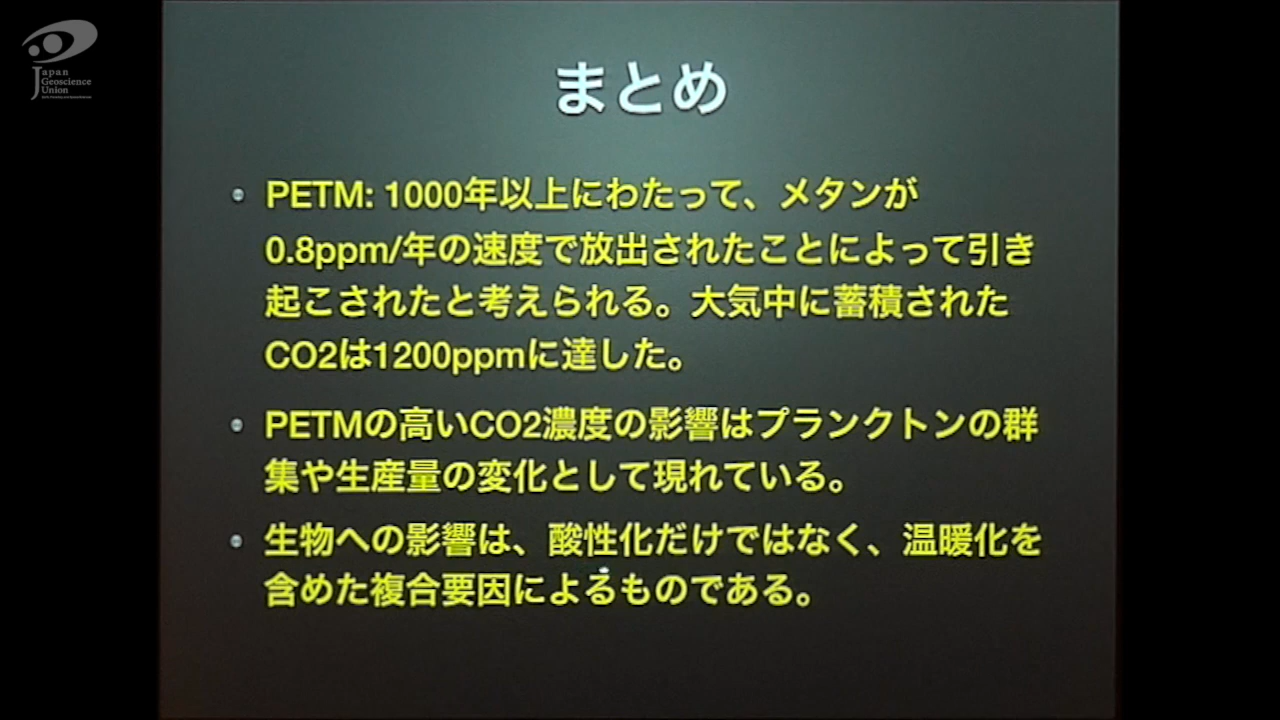 Japan
Geoscience
Union
まとめ
• PETM: 1000年以上にわたって、メタンが
0.8ppm/年の速度で放出されたことによって引き
起こされたと考えられる。大気中に蓄積された
CO2は1200ppmに達した。
• PETMの高いCO2濃度の影響はプランクトンの群
集や生産量の変化として現れている。
• 生物への影響は、酸性化だけではなく、温暖化を
含めた複合要因によるものである。